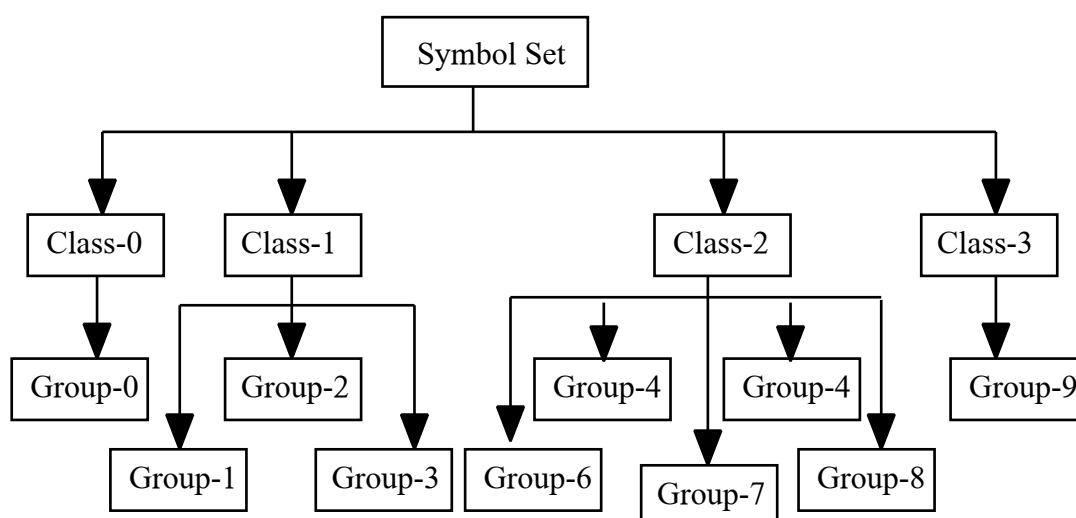 Symbol Set
Class-0
Class-1
Class-2
Class-3
Group-0
Group-2
Group-4
Group-4
Group-9
Group-1
Group-3
Group-6
Group-7
Group-8